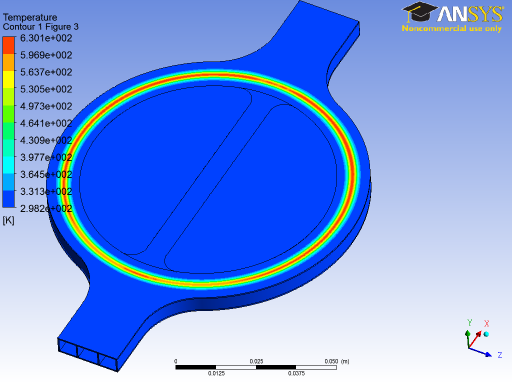 Temperature
Contour 1 Figure 3
6.301e+002
5.969e+002
5.637e+002
5.305e+002
4.973e+002
4.641e+002
4.309e+002
3.977e+002
3.645e+002
3.313e+002
2.982e+002
[K]
ANSYS
Noncommercial use only
0
0.025
0.050 (m)
0.0125
0.0375
Y
X
Z